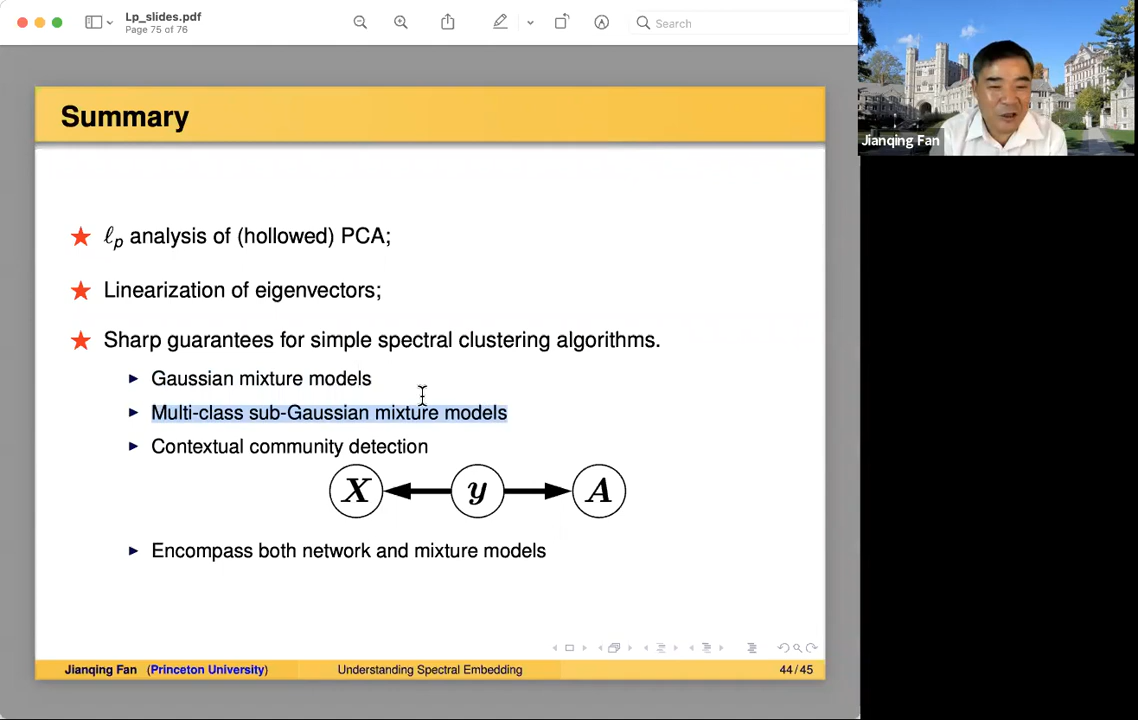 Lp_slides.pdf
Page 75 of 76
Search
Jianqing Fan
Summary
ℓp analysis of (hollowed) PCA;
Linearization of eigenvectors;
Sharp guarantees for simple spectral clustering algorithms.
Gaussian mixture models
Multi-class sub-Gaussian mixture models
Contextual community detection
X y A
Encompass both network and mixture models
Jianqing Fan (Princeton University) Understanding Spectral Embedding 44 / 45